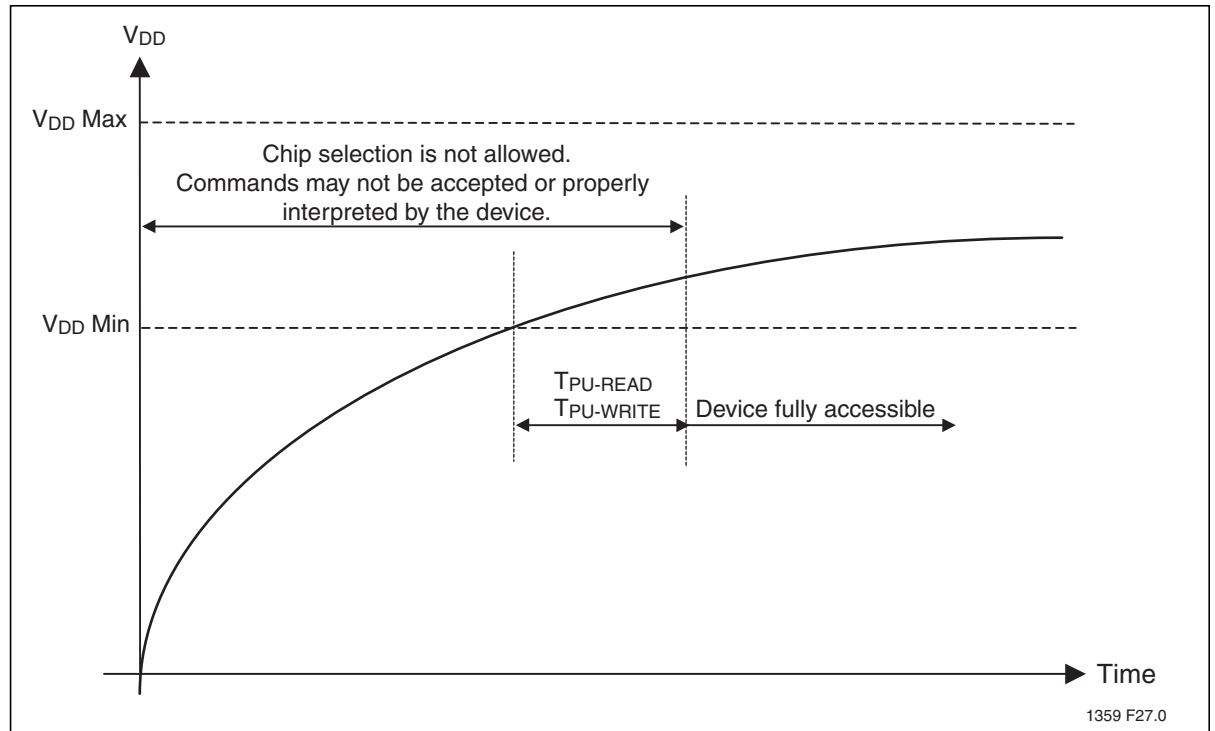 VDD
VDD Max
Chip selection is not allowed.
Commands may not be accepted or properly
interpreted by the device.
VDD Min
TPU-READ
TPU-WRITE
Device fully accessible
Time
1359 F27.0